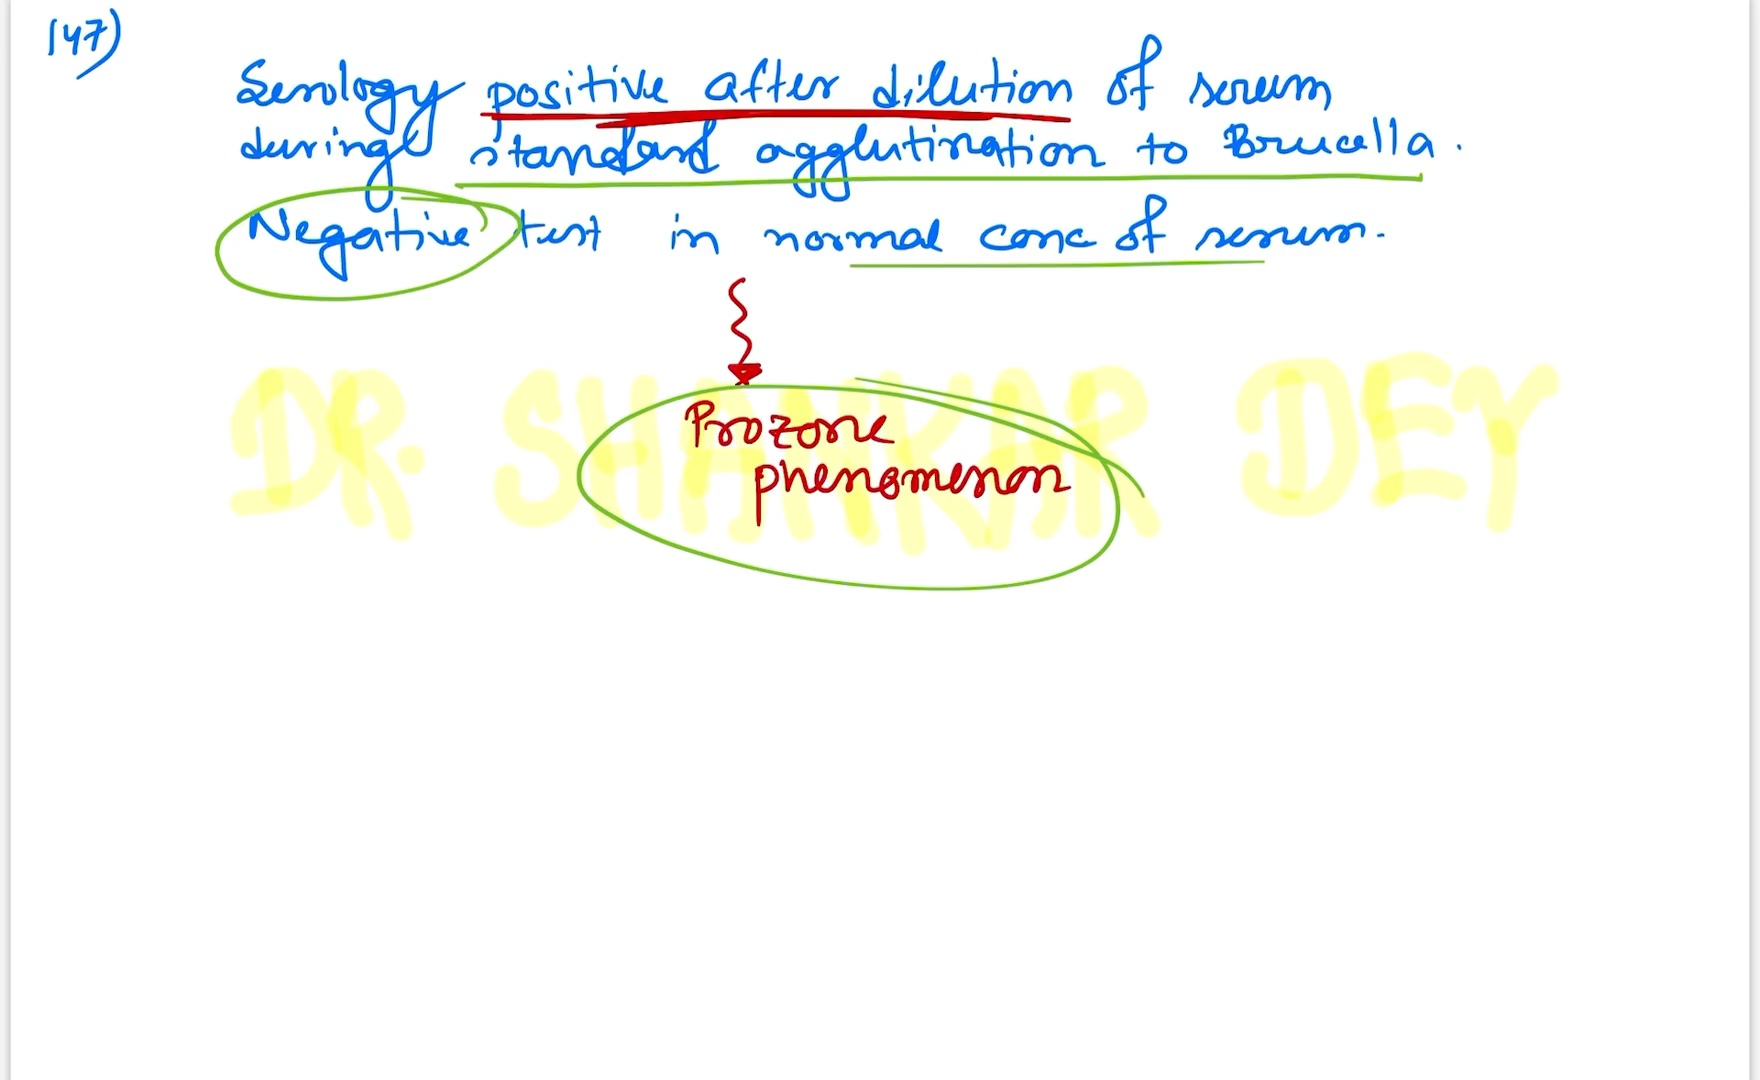 147)
Serology positive after dilution of serum
during standard agglutination to Brucella.
Negative test in normal conc of serum.
Prozone
phenomenon
DR. SHANKAR DEY